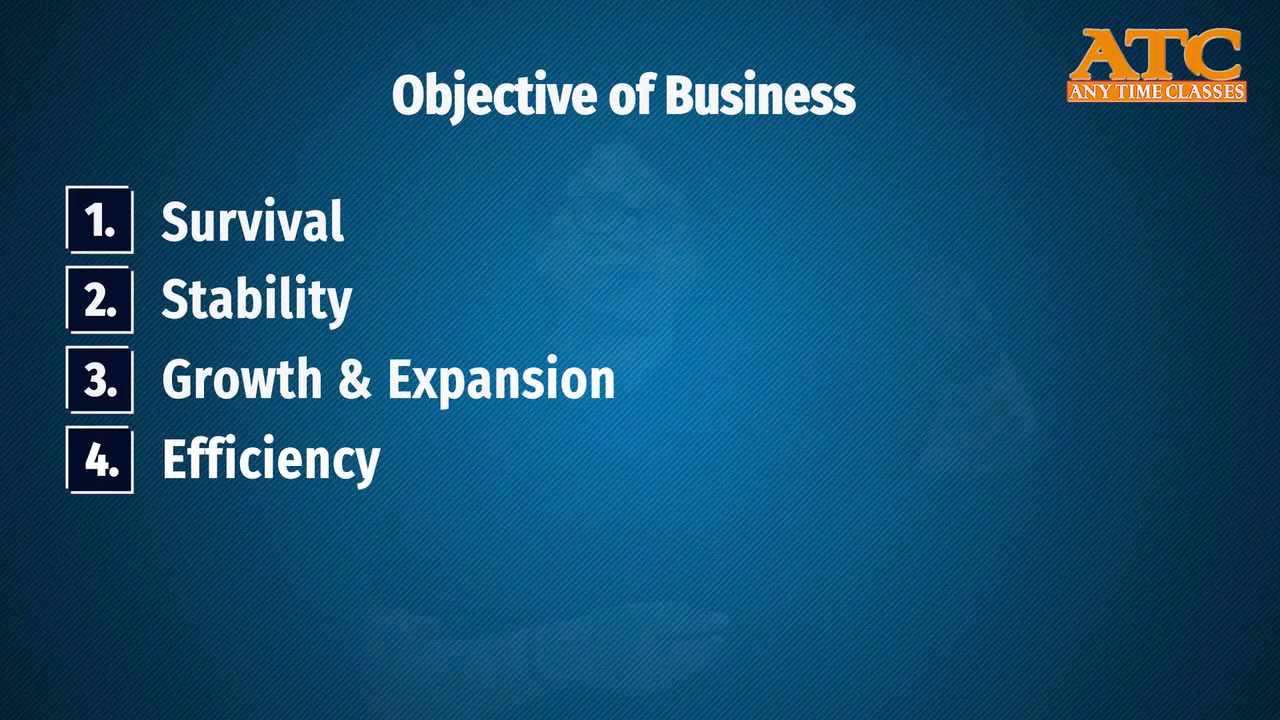 ATC
ANY TIME CLASSES
Objective of Business
1. Survival
2. Stability
3. Growth & Expansion
4. Efficiency